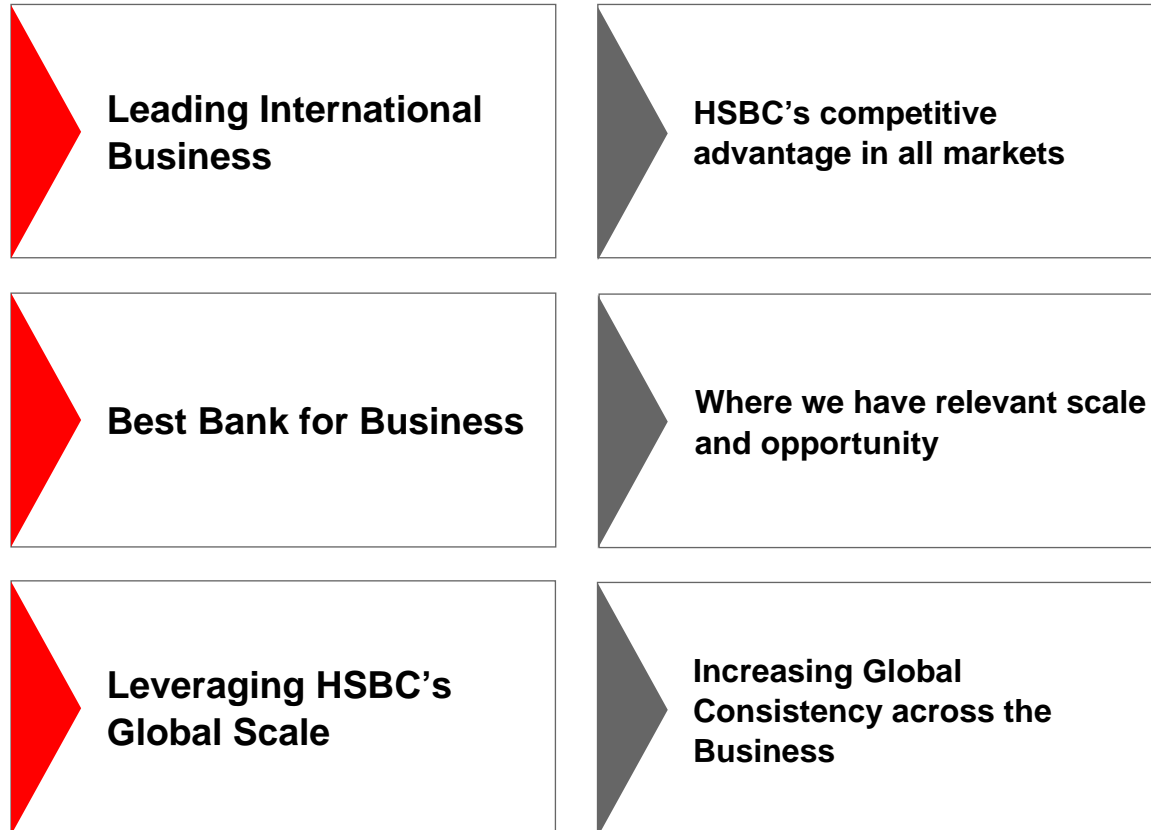 Leading International
Business
HSBC’s competitive
advantage in all markets
Best Bank for Business
Where we have relevant scale
and opportunity
Leveraging HSBC’s
Global Scale
Increasing Global
Consistency across the
Business